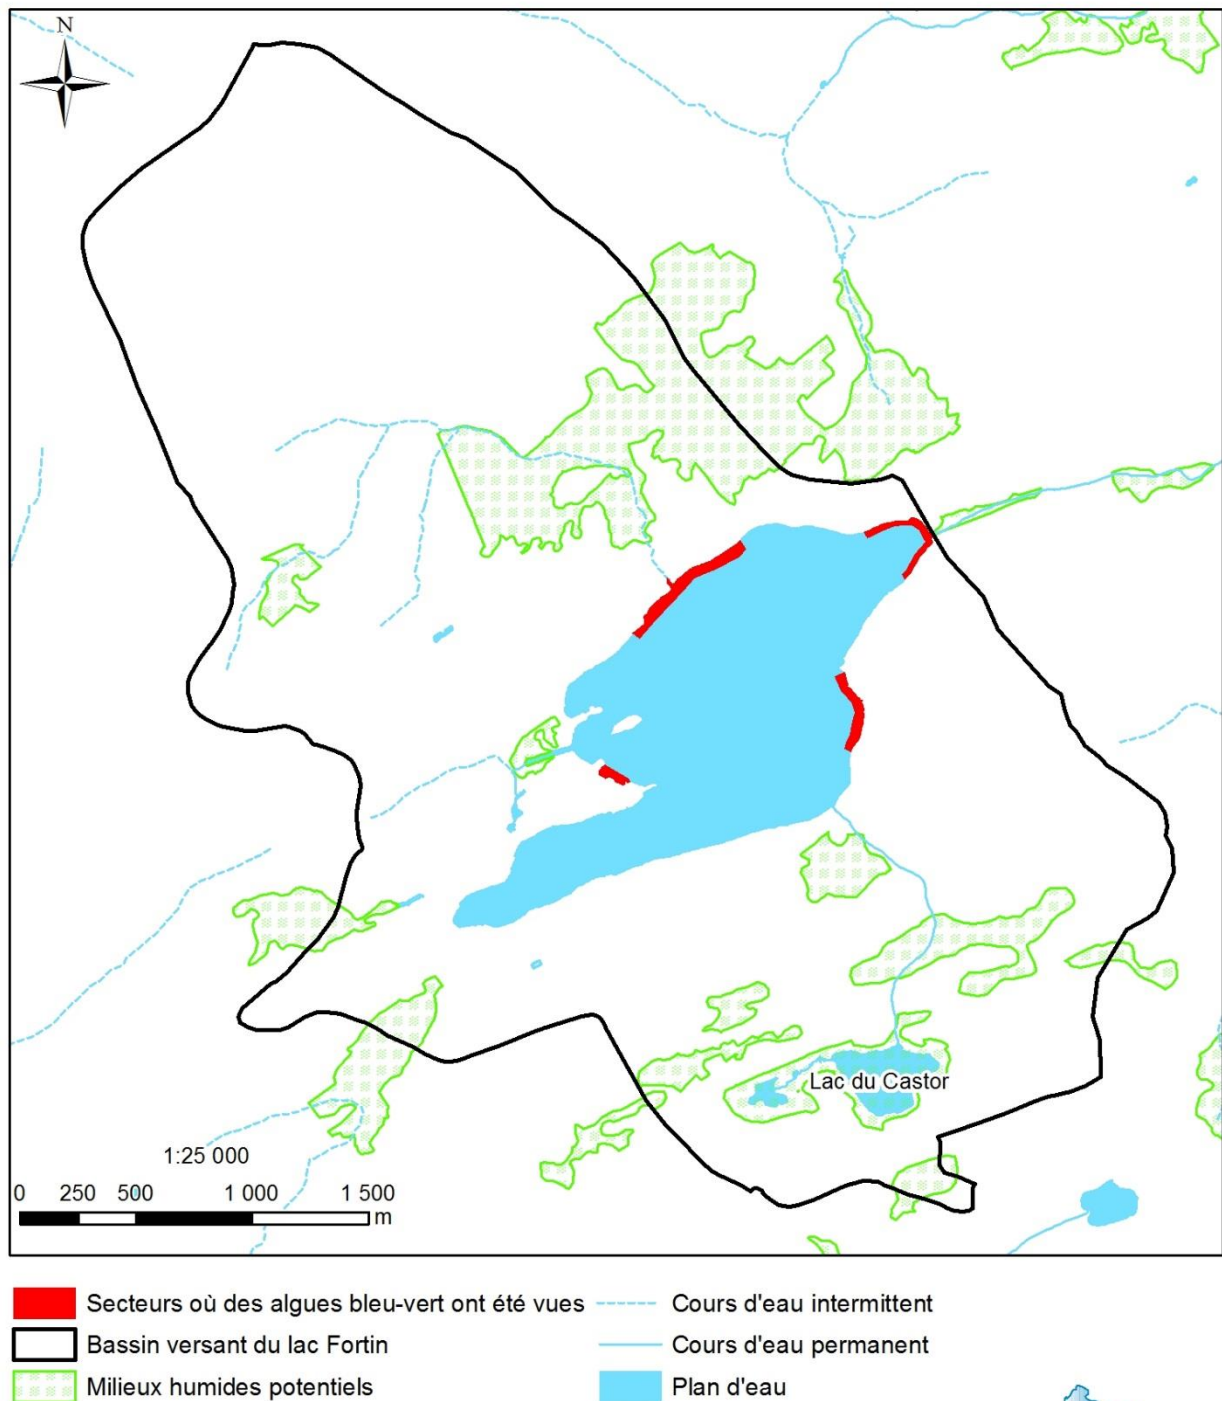 N
Lac du Castor
1:25 000
0 250 500 1 000 1 500
m
Secteurs où des algues bleu-vert ont été vues
Bassin versant du lac Fortin
Milieux humides potentiels
Cours d'eau intermittent
Cours d'eau permanent
Plan d'eau